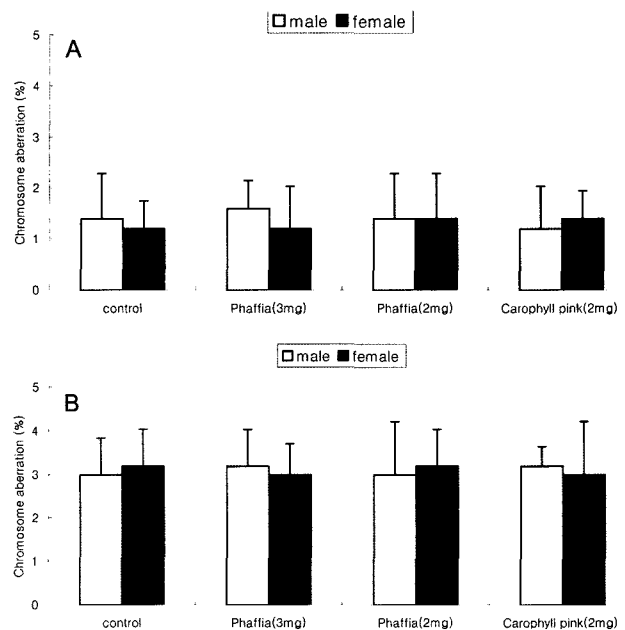 male female
5
A
4
3
2
1
0
Chromosome aberration (%)
control Phaffia(3mg) Phaffia(2mg) Carophyll pink(2mg)
male female
5
B
4
3
2
1
0
Chromosome aberration (%)
control Phaffia(3mg) Phaffia(2mg) Carophyll pink(2mg)